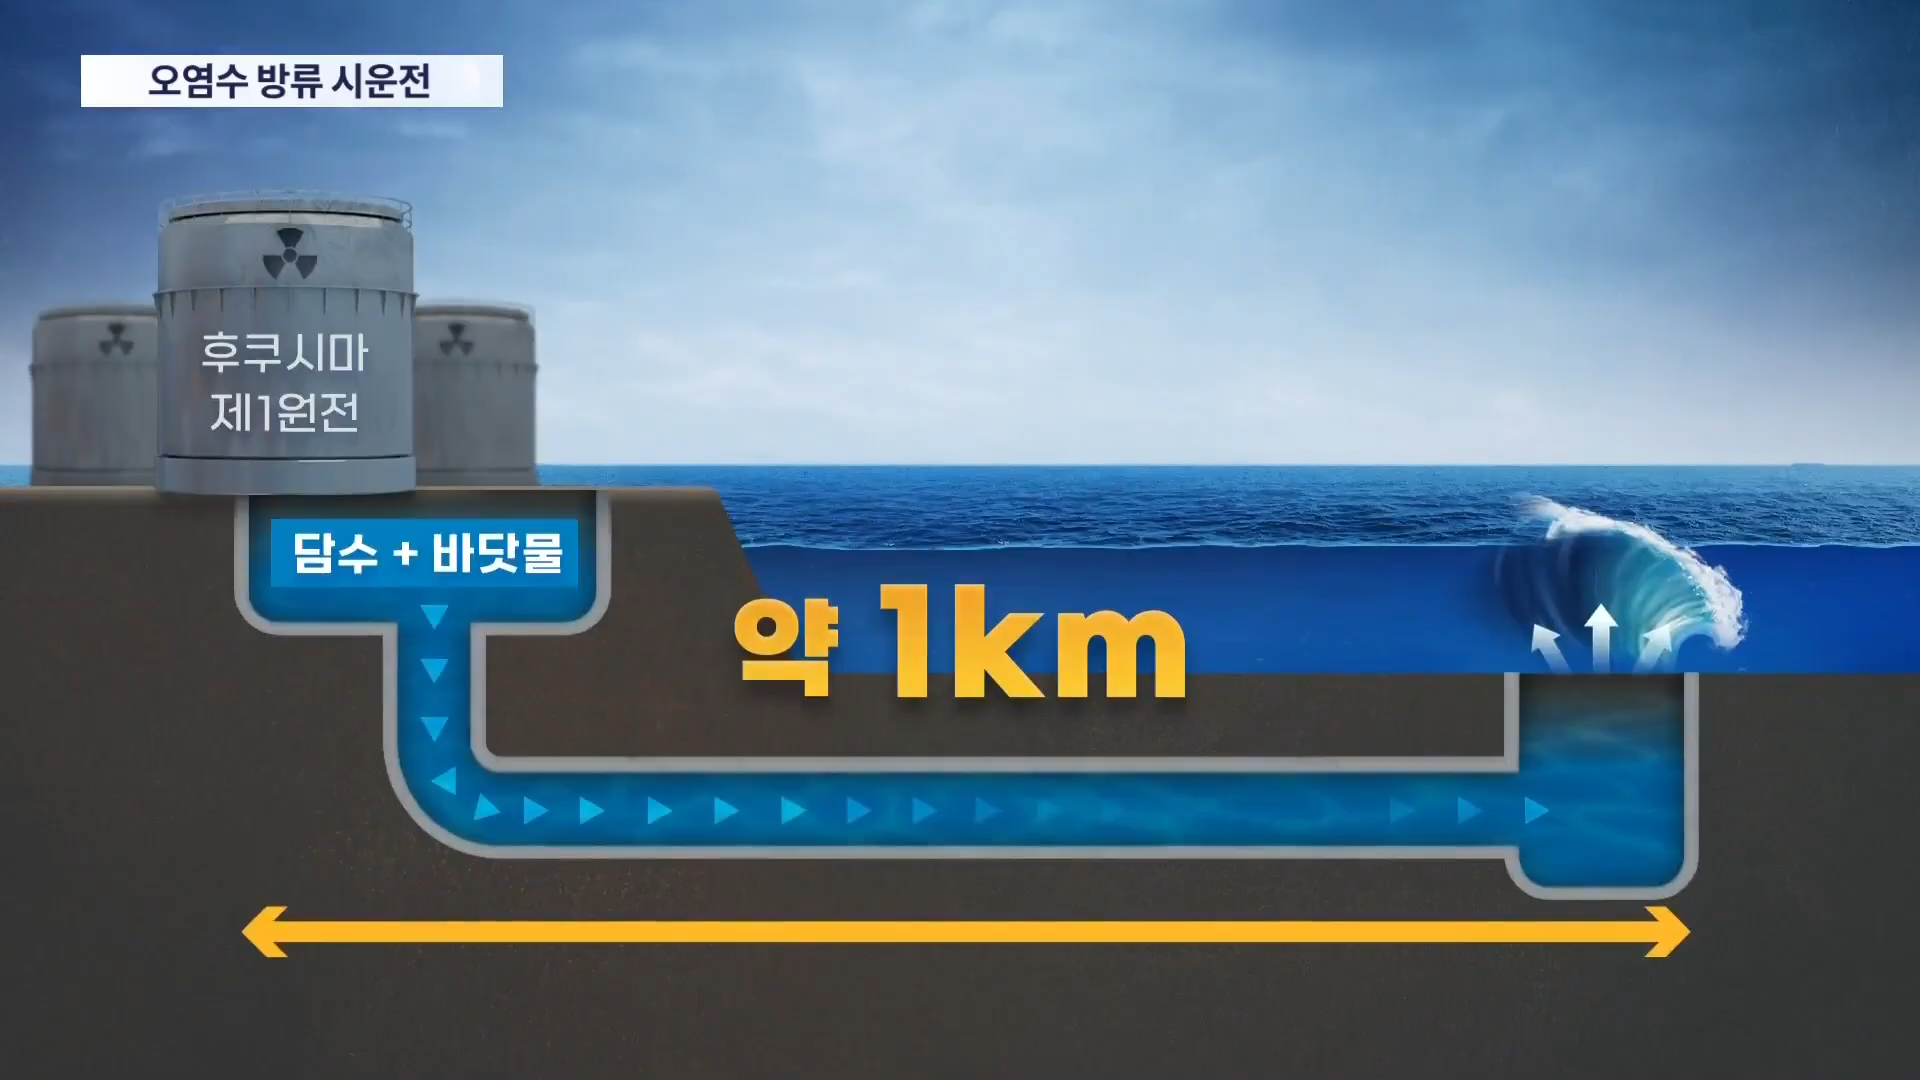 오염수 방류 시운전
후쿠시마
제1원전
담수 + 바닷물
약 1km